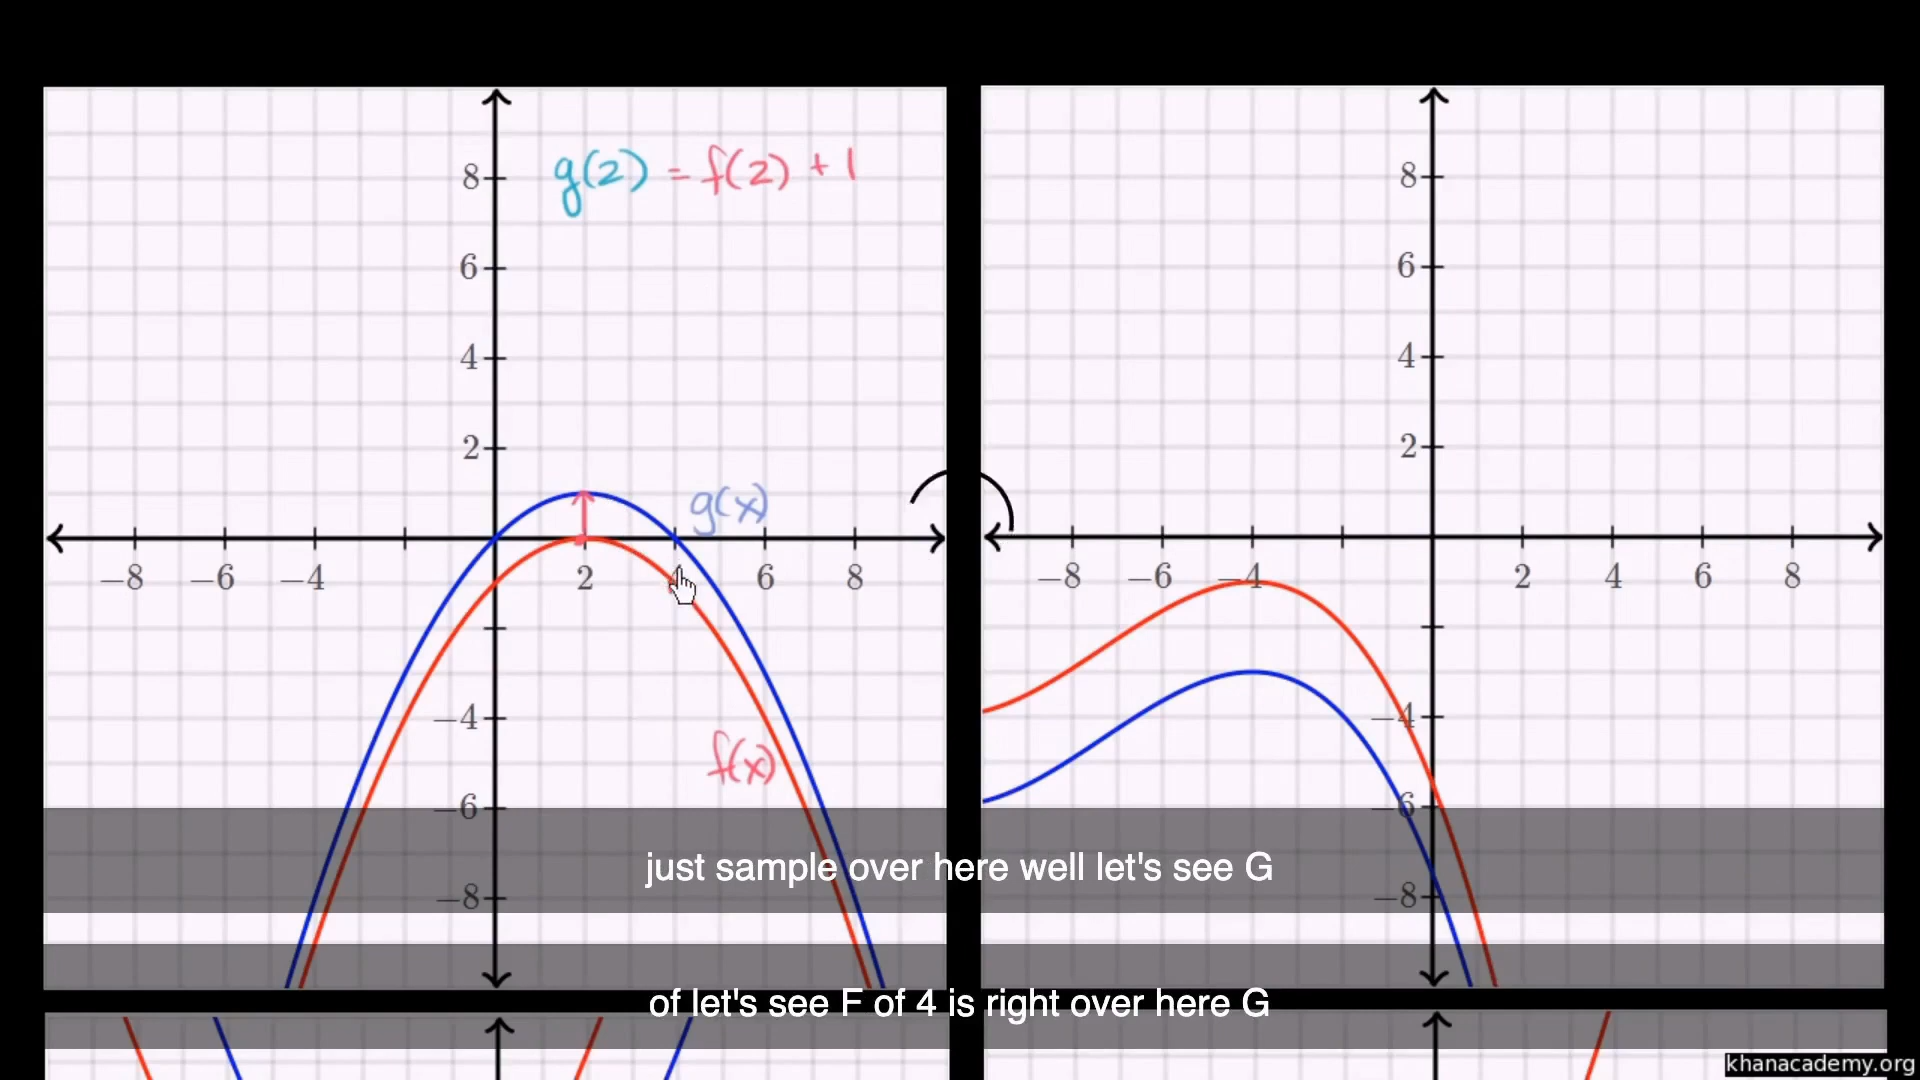 g(2) = f(2) + 1
8
6
4
2
−8 −6 −4 2 4 6 8
g(x)
−4
f(x)
−6
−8
8
6
4
2
−8 −6 −4 2 4 6 8
−4
−6
−8
just sample over here well let's see G
of let's see F of 4 is right over here G
khanacademy.org